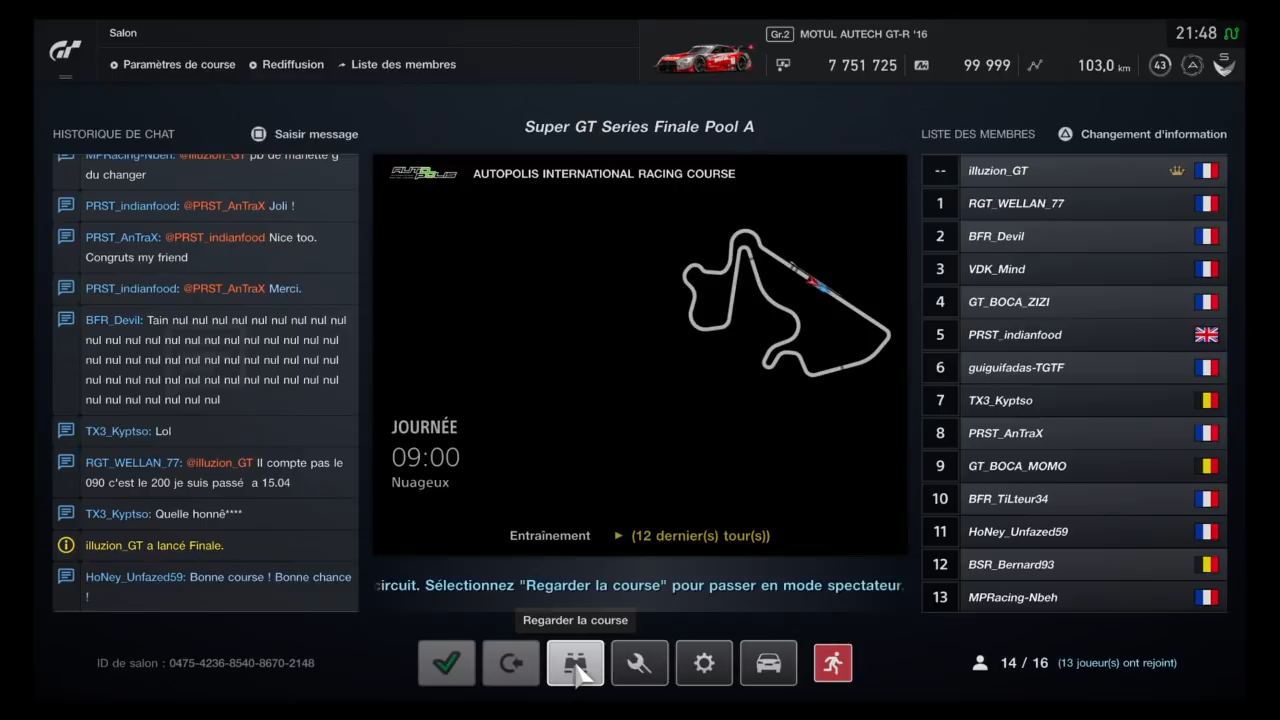 Salon
Gr.2 MOTUL AUTECH GT-R '16
21:48
Paramètres de course Rediffusion Liste des membres
7 751 725 99 999 103,0 km 43 A S
HISTORIQUE DE CHAT
Saisir message
MPRacing-Nbeh: @illuzion_GT pb de manette g
du changer
PRST_indianfood: @PRST_AnTraX Joli !
PRST_AnTraX: @PRST_indianfood Nice too.
Congruts my friend
PRST_indianfood: @PRST_AnTraX Merci.
BFR_Devil: Tain nul nul nul nul nul nul nul nul nul
nul nul nul nul nul nul nul nul nul nul nul nul
nul nul nul nul nul nul nul nul nul nul nul nul
nul nul nul nul nul nul nul nul nul nul nul nul
nul nul nul nul nul nul
TX3_Kyptso: Lol
RGT_WELLAN_77: @illuzion_GT Il compte pas le
090 c'est le 200 je suis passé a 15.04
TX3_Kyptso: Quelle honnê****
illuzion_GT a lancé Finale.
HoNey_Unfazed59: Bonne course ! Bonne chance
!
Super GT Series Finale Pool A
AUTOPOLIS
AUTOPOLIS INTERNATIONAL RACING COURSE
JOURNÉE
09:00
Nuageux
Entraînement (12 dernier(s) tour(s))
circuit. Sélectionnez "Regarder la course" pour passer en mode spectateur.
Regarder la course
LISTE DES MEMBRES
Changement d'information
-- illuzion_GT
1 RGT_WELLAN_77
2 BFR_Devil
3 VDK_Mind
4 GT_BOCA_ZIZI
5 PRST_indianfood
6 guiguifadas-TGTF
7 TX3_Kyptso
8 PRST_AnTraX
9 GT_BOCA_MOMO
10 BFR_TiLteur34
11 HoNey_Unfazed59
12 BSR_Bernard93
13 MPRacing-Nbeh
ID de salon : 0475-4236-8540-8670-2148
14 / 16 (13 joueur(s) ont rejoint)